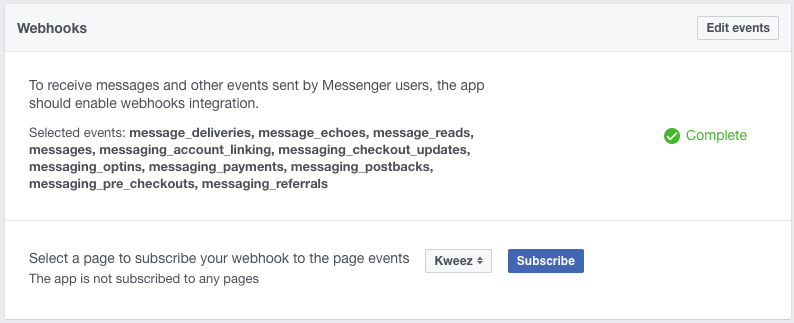 Webhooks
Edit events
To receive messages and other events sent by Messenger users, the app
should enable webhooks integration.
Selected events: message_deliveries, message_echoes, message_reads,
messages, messaging_account_linking, messaging_checkout_updates,
messaging_optins, messaging_payments, messaging_postbacks,
messaging_pre_checkouts, messaging_referrals
Complete
Select a page to subscribe your webhook to the page events
Kweez
Subscribe
The app is not subscribed to any pages